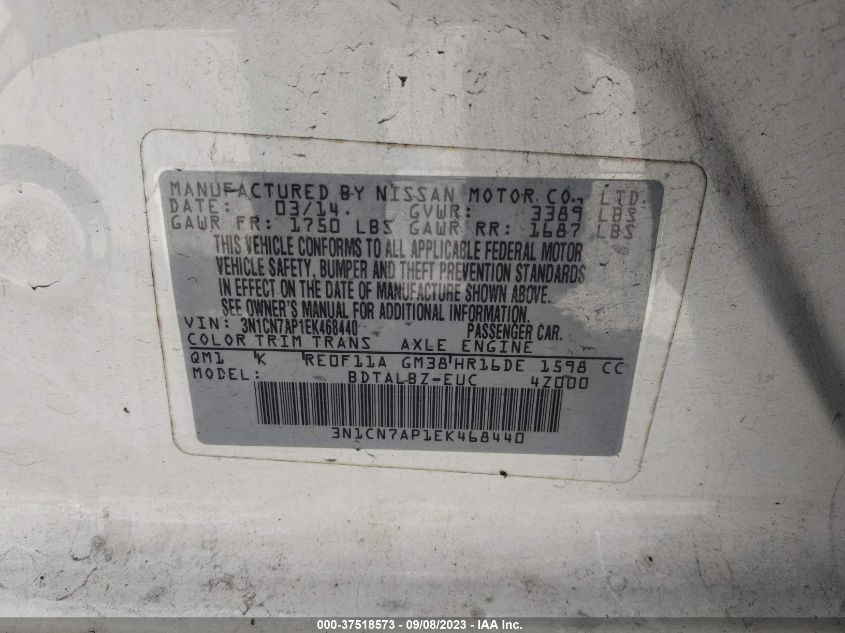 MANUFACTURED BY NISSAN MOTOR CO., LTD.
DATE: 03/14. GVWR: 3389 LBS
GAWR FR: 1750 LBS GAWR RR: 1687 LBS
THIS VEHICLE CONFORMS TO ALL APPLICABLE FEDERAL MOTOR
VEHICLE SAFETY, BUMPER AND THEFT PREVENTION STANDARDS
IN EFFECT ON THE DATE OF MANUFACTURE SHOWN ABOVE.
SEE OWNER'S MANUAL FOR ADDITIONAL INFORMATION.
VIN: 3N1CN7AP1EK468440 PASSENGER CAR.
COLOR TRIM TRANS AXLE ENGINE
QM1 K RE0F11A GM38 HR16DE 1598 CC
MODEL: BDTALBZ-EUC 4Z000
3N1CN7AP1EK468440
000-37518573 - 09/08/2023 - IAA Inc.